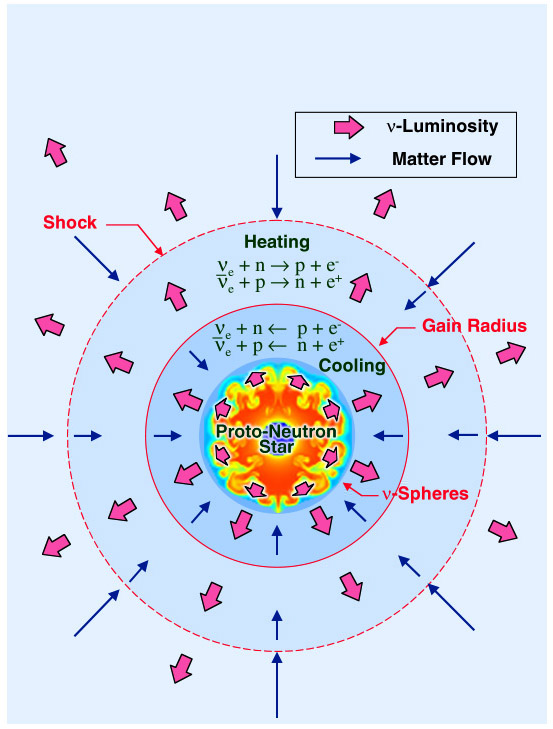 ν-Luminosity
Matter Flow
Shock
Heating
νₑ + n → p + e⁻
ν̅ₑ + p → n + e⁺
Gain Radius
νₑ + n ← p + e⁻
ν̅ₑ + p ← n + e⁺
Cooling
Proto-Neutron
Star
ν-Spheres